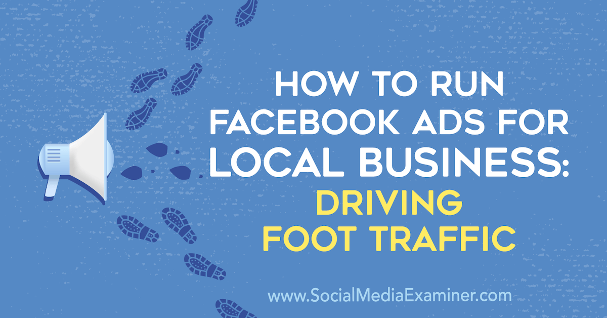 HOW TO RUN
FACEBOOK ADS FOR
LOCAL BUSINESS:
DRIVING
FOOT TRAFFIC
www.SocialMediaExaminer.com